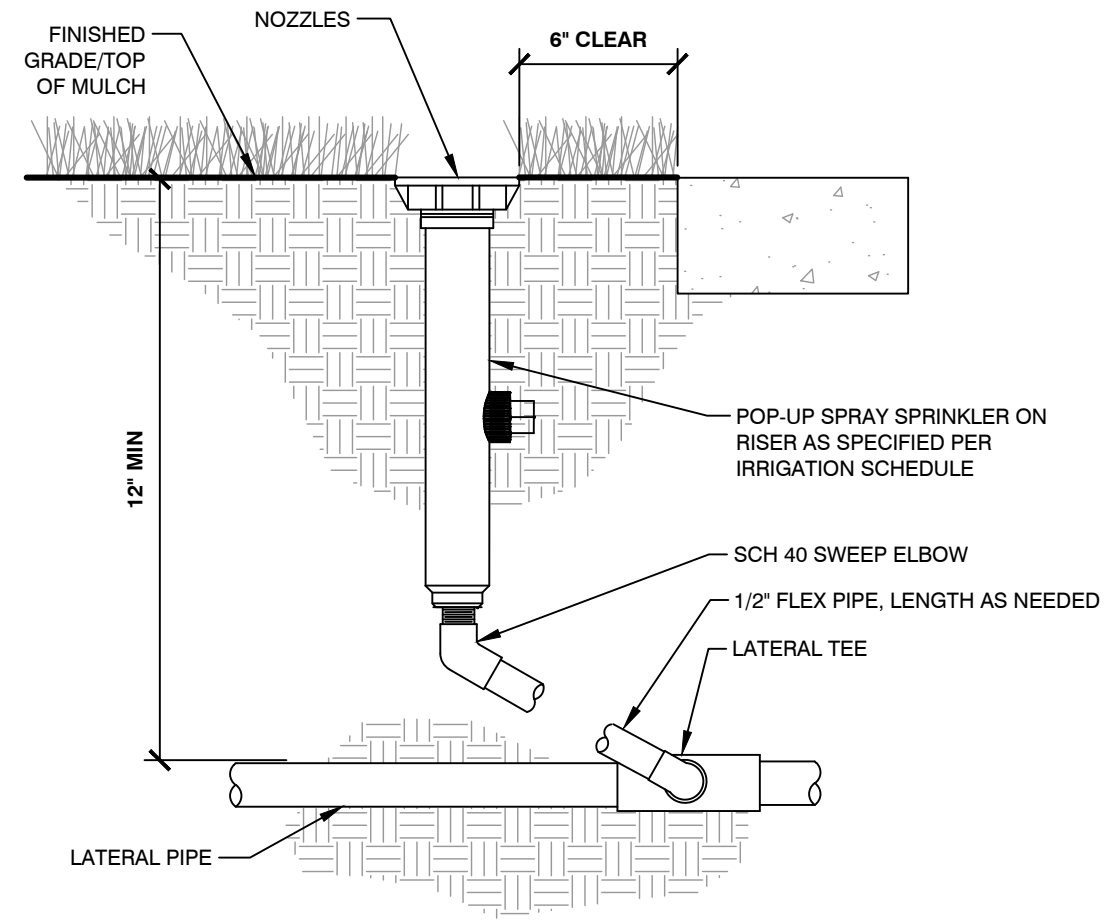 NOZZLES
FINISHED
GRADE/TOP
OF MULCH
6" CLEAR
12" MIN
POP-UP SPRAY SPRINKLER ON
RISER AS SPECIFIED PER
IRRIGATION SCHEDULE
SCH 40 SWEEP ELBOW
1/2" FLEX PIPE, LENGTH AS NEEDED
LATERAL TEE
LATERAL PIPE